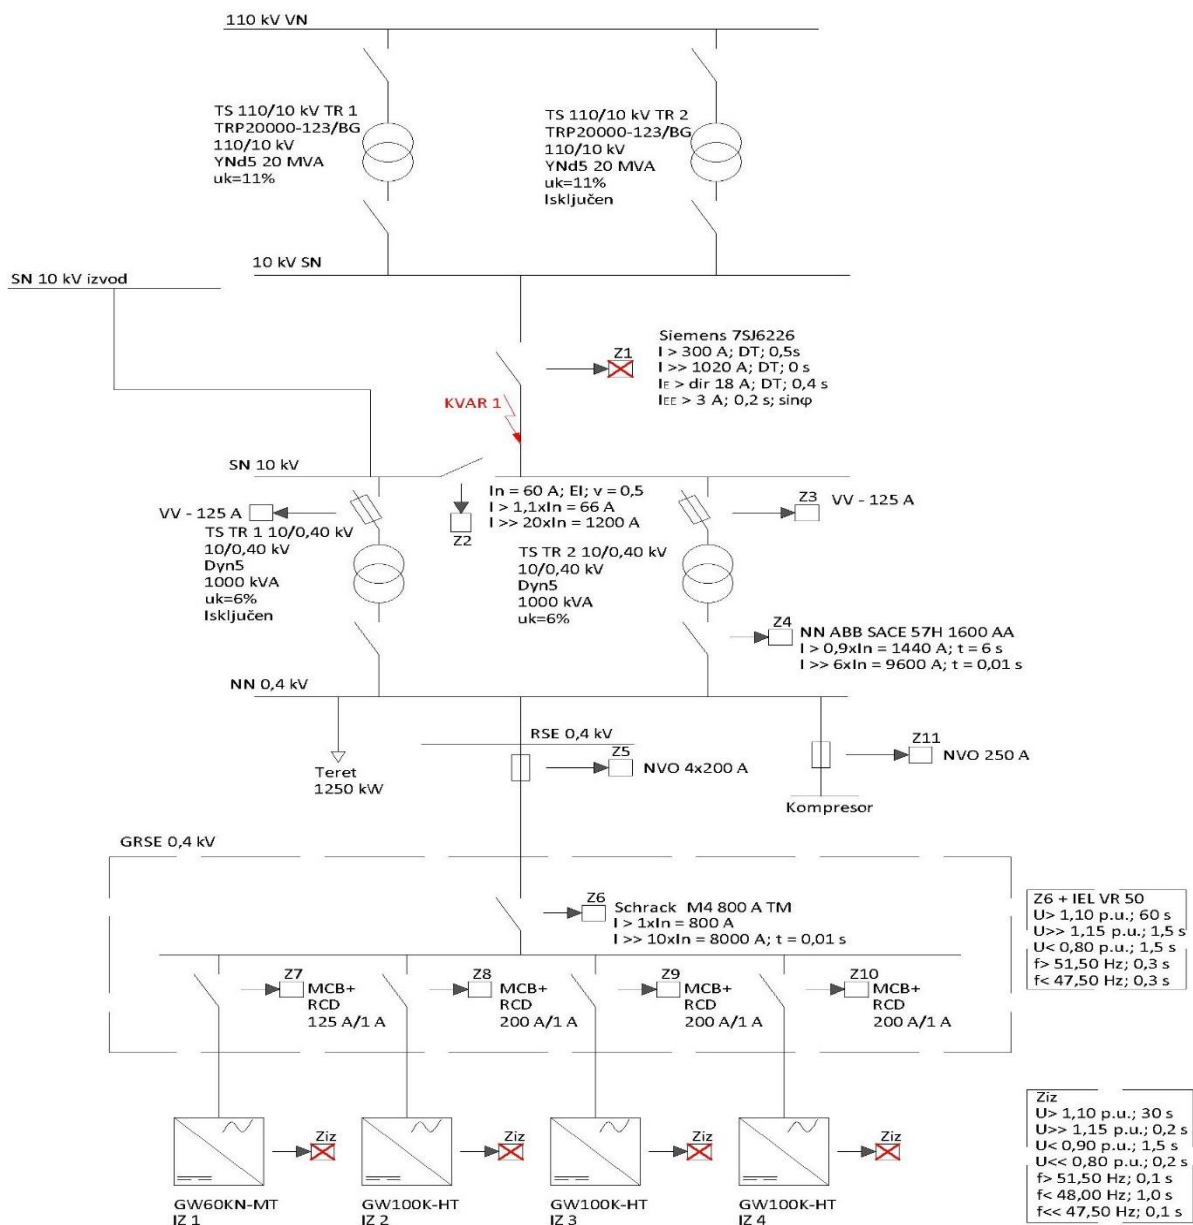 110 kV VN
TS 110/10 kV TR 1
TRP20000-123/BG
110/10 kV
YNd5 20 MVA
uk=11%
TS 110/10 kV TR 2
TRP20000-123/BG
110/10 kV
YNd5 20 MVA
uk=11%
Isključen
10 kV SN
SN 10 kV izvod
Z1
Siemens 7SJ6226
I > 300 A; DT; 0,5s
I >> 1020 A; DT; 0 s
IE > dir 18 A; DT; 0,4 s
IEE > 3 A; 0,2 s; sinφ
KVAR 1
SN 10 kV
VV - 125 A
TS TR 1 10/0,40 kV
10/0,40 kV
Dyn5
1000 kVA
uk=6%
Isključen
Z2
In = 60 A; EI; v = 0,5
I > 1,1xIn = 66 A
I >> 20xIn = 1200 A
TS TR 2 10/0,40 kV
10/0,40 kV
Dyn5
1000 kVA
uk=6%
Z3
VV - 125 A
Z4
NN ABB SACE 57H 1600 AA
I > 0,9xIn = 1440 A; t = 6 s
I >> 6xIn = 9600 A; t = 0,01 s
NN 0,4 kV
Teret
1250 kW
RSE 0,4 kV
Z5
NVO 4x200 A
Z11
NVO 250 A
Kompresor
GRSE 0,4 kV
Z6
Schrack M4 800 A TM
I > 1xIn = 800 A
I >> 10xIn = 8000 A; t = 0,01 s
Z6 + IEL VR 50
U> 1,10 p.u.; 60 s
U>> 1,15 p.u.; 1,5 s
U< 0,80 p.u.; 1,5 s
f> 51,50 Hz; 0,3 s
f< 47,50 Hz; 0,3 s
Z7
MCB+
RCD
125 A/1 A
Z8
MCB+
RCD
200 A/1 A
Z9
MCB+
RCD
200 A/1 A
Z10
MCB+
RCD
200 A/1 A
Ziz
Ziz
Ziz
Ziz
GW60KN-MT
IZ 1
GW100K-HT
IZ 2
GW100K-HT
IZ 3
GW100K-HT
IZ 4
Ziz
U> 1,10 p.u.; 30 s
U>> 1,15 p.u.; 0,2 s
U< 0,90 p.u.; 1,5 s
U<< 0,80 p.u.; 0,2 s
f> 51,50 Hz; 0,1 s
f< 48,00 Hz; 1,0 s
f<< 47,50 Hz; 0,1 s